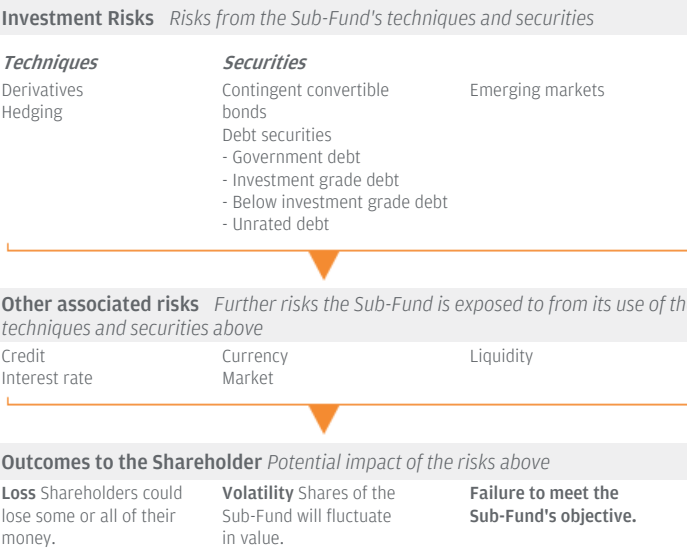 Investment Risks Risks from the Sub-Fund's techniques and securities
Techniques
Derivatives
Hedging
Securities
Contingent convertible
bonds
Debt securities
- Government debt
- Investment grade debt
- Below investment grade debt
- Unrated debt
Emerging markets
Other associated risks Further risks the Sub-Fund is exposed to from its use of th
techniques and securities above
Credit
Interest rate
Currency
Market
Liquidity
Outcomes to the Shareholder Potential impact of the risks above
Loss Shareholders could
lose some or all of their
money.
Volatility Shares of the
Sub-Fund will fluctuate
in value.
Failure to meet the
Sub-Fund's objective.